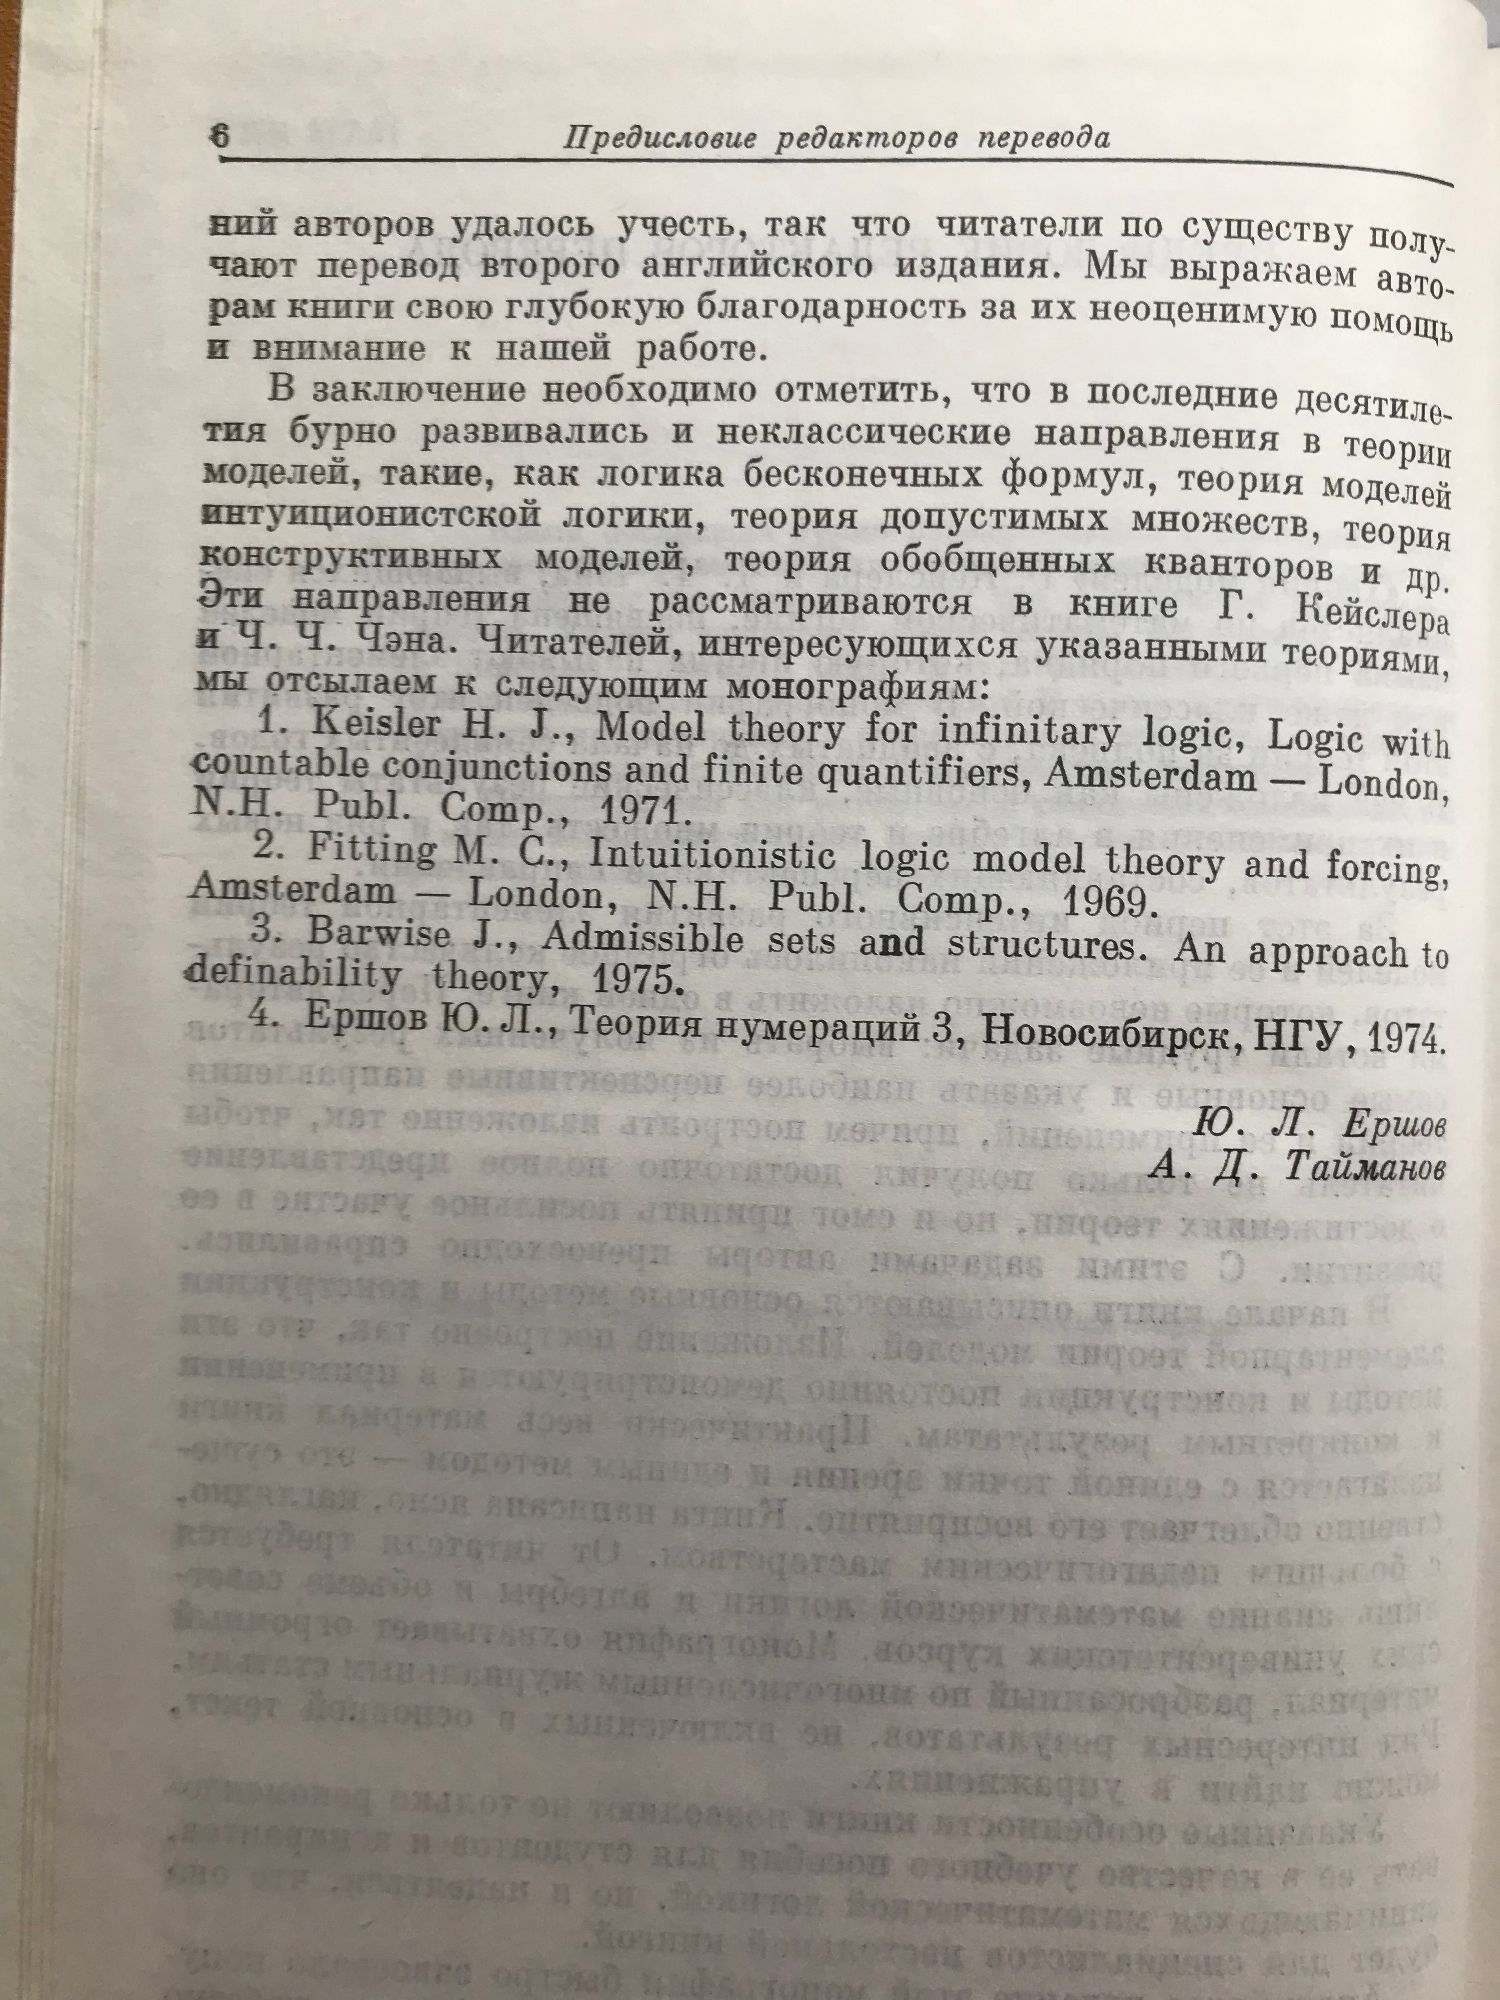 6 Предисловие редакторов перевода
ний авторов удалось учесть, так что читатели по существу полу-
чают перевод второго английского издания. Мы выражаем авто-
рам книги свою глубокую благодарность за их неоценимую помощь
и внимание к нашей работе.
В заключение необходимо отметить, что в последние десятиле-
тия бурно развивались и неклассические направления в теории
моделей, такие, как логика бесконечных формул, теория моделей
интуиционистской логики, теория допустимых множеств, теория
конструктивных моделей, теория обобщенных кванторов и др.
Эти направления не рассматриваются в книге Г. Кейслера
и Ч. Ч. Чэна. Читателей, интересующихся указанными теориями,
мы отсылаем к следующим монографиям:
1. Keisler H. J., Model theory for infinitary logic, Logic with
countable conjunctions and finite quantifiers, Amsterdam — London,
N.H. Publ. Comp., 1971.
2. Fitting M. C., Intuitionistic logic model theory and forcing,
Amsterdam — London, N.H. Publ. Comp., 1969.
3. Barwise J., Admissible sets and structures. An approach to
definability theory, 1975.
4. Ершов Ю. Л., Теория нумераций 3, Новосибирск, НГУ, 1974.
Ю. Л. Ершов
А. Д. Тайманов